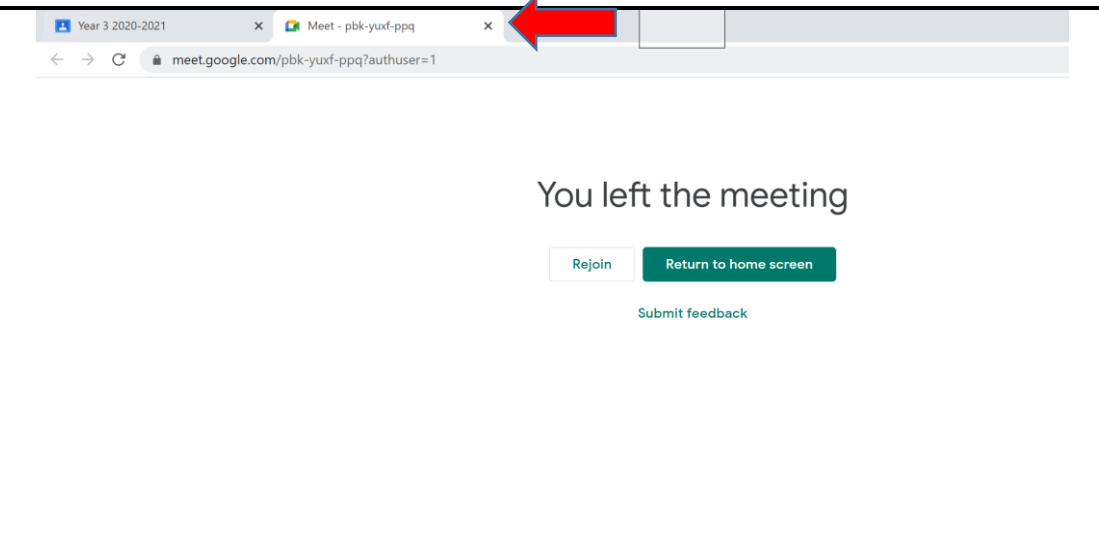 Year 3 2020-2021 Meet - pbk-yuxf-ppq
meet.google.com/pbk-yuxf-ppq?authuser=1
You left the meeting
Rejoin Return to home screen
Submit feedback